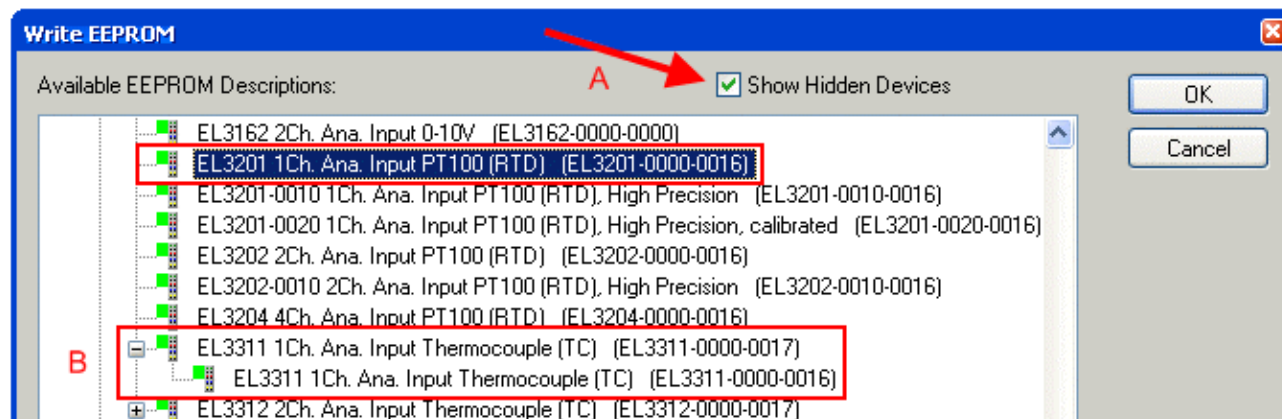 Write EEPROM
Available EEPROM Descriptions:
A
Show Hidden Devices
OK
Cancel
EL3162 2Ch. Ana. Input 0-10V (EL3162-0000-0000)
EL3201 1Ch. Ana. Input PT100 (RTD) (EL3201-0000-0016)
EL3201-0010 1Ch. Ana. Input PT100 (RTD), High Precision (EL3201-0010-0016)
EL3201-0020 1Ch. Ana. Input PT100 (RTD), High Precision, calibrated (EL3201-0020-0016)
EL3202 2Ch. Ana. Input PT100 (RTD) (EL3202-0000-0016)
EL3202-0010 2Ch. Ana. Input PT100 (RTD), High Precision (EL3202-0010-0016)
EL3204 4Ch. Ana. Input PT100 (RTD) (EL3204-0000-0016)
B
EL3311 1Ch. Ana. Input Thermocouple (TC) (EL3311-0000-0017)
EL3311 1Ch. Ana. Input Thermocouple (TC) (EL3311-0000-0016)
EL3312 2Ch. Ana. Input Thermocouple (TC) (EL3312-0000-0017)